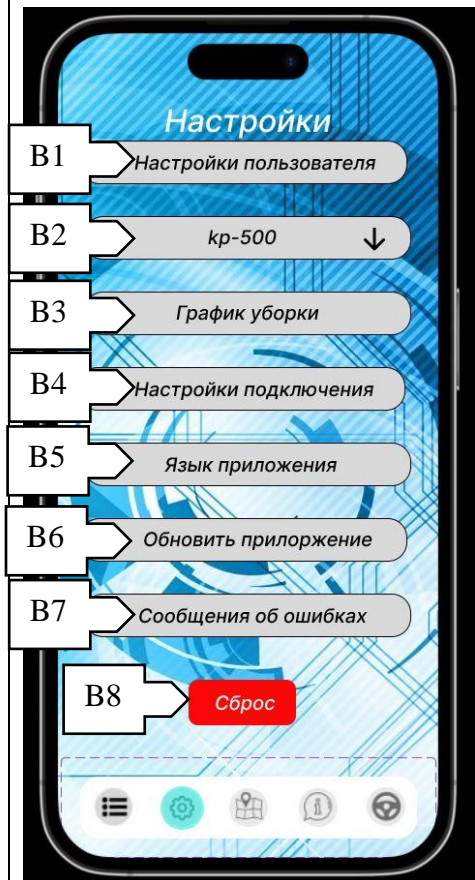 Настройки
B1
Настройки пользователя
B2
kp-500
B3
График уборки
B4
Настройки подключения
B5
Язык приложения
B6
Обновить прилоржение
B7
Сообщения об ошибках
B8
Сброс